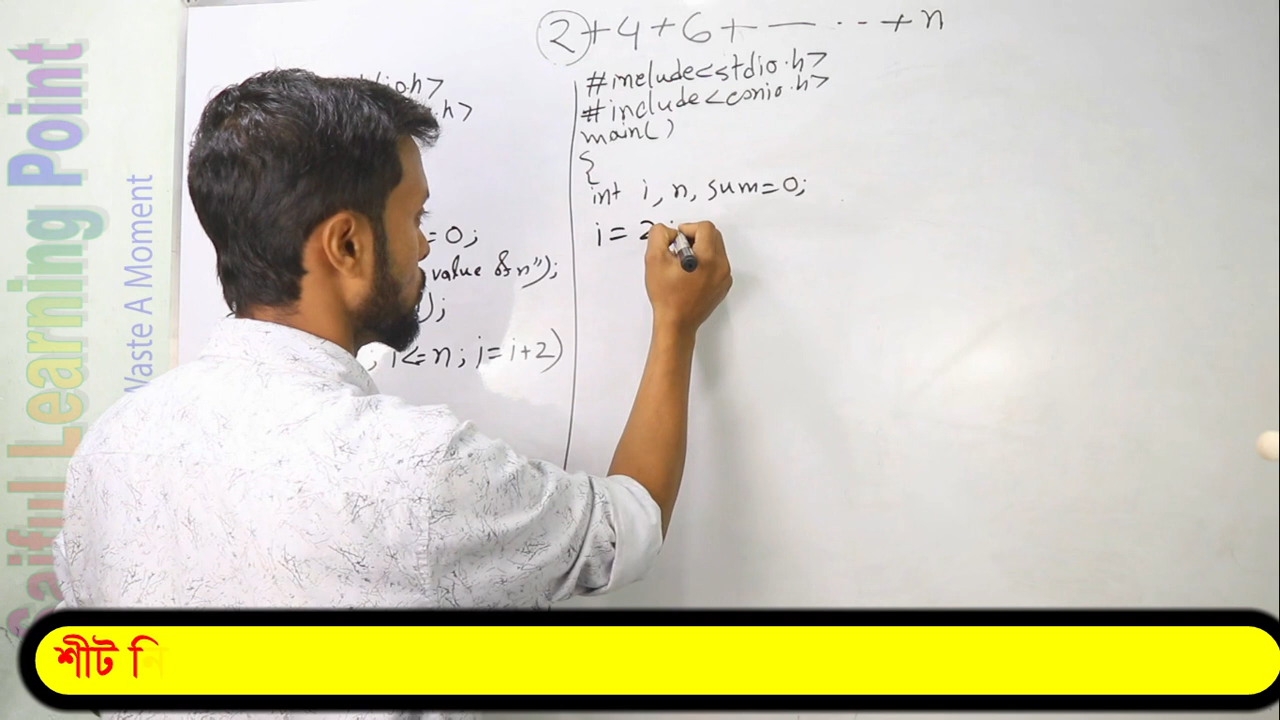 2+4+6+ — ·· + n
.h>
.h>
= 0;
value of n");
);
; i<=n; i=i+2)
#include<stdio.h>
#include<conio.h>
main()
{
int i, n, sum=0;
i = 2;
Saiful Learning Point
Waste A Moment
শীট নি